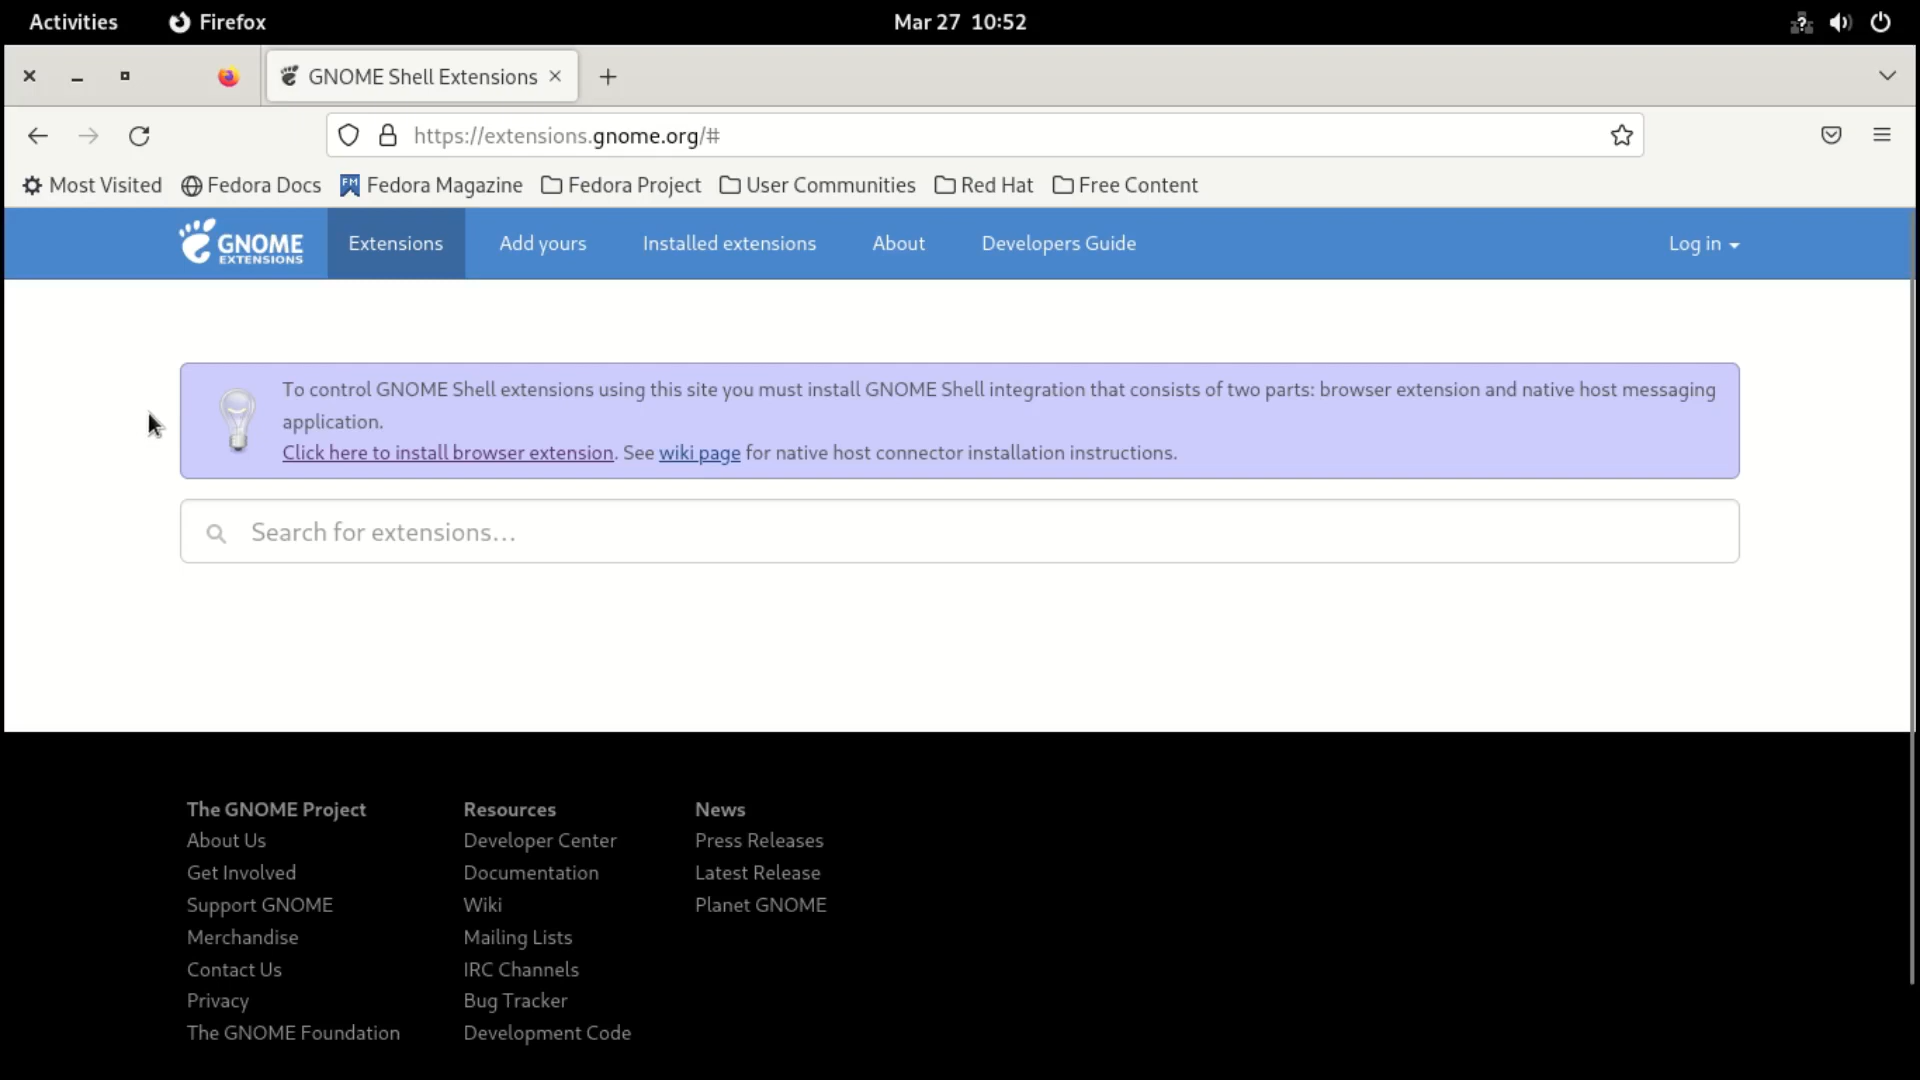 Activities Firefox Mar 27 10:52
GNOME Shell Extensions
https://extensions.gnome.org/#
Most Visited Fedora Docs FM Fedora Magazine Fedora Project User Communities Red Hat Free Content
GNOME EXTENSIONS Extensions Add yours Installed extensions About Developers Guide Log in
To control GNOME Shell extensions using this site you must install GNOME Shell integration that consists of two parts: browser extension and native host messaging
application.
Click here to install browser extension. See wiki page for native host connector installation instructions.
Search for extensions...
The GNOME Project
About Us
Get Involved
Support GNOME
Merchandise
Contact Us
Privacy
The GNOME Foundation
Resources
Developer Center
Documentation
Wiki
Mailing Lists
IRC Channels
Bug Tracker
Development Code
News
Press Releases
Latest Release
Planet GNOME